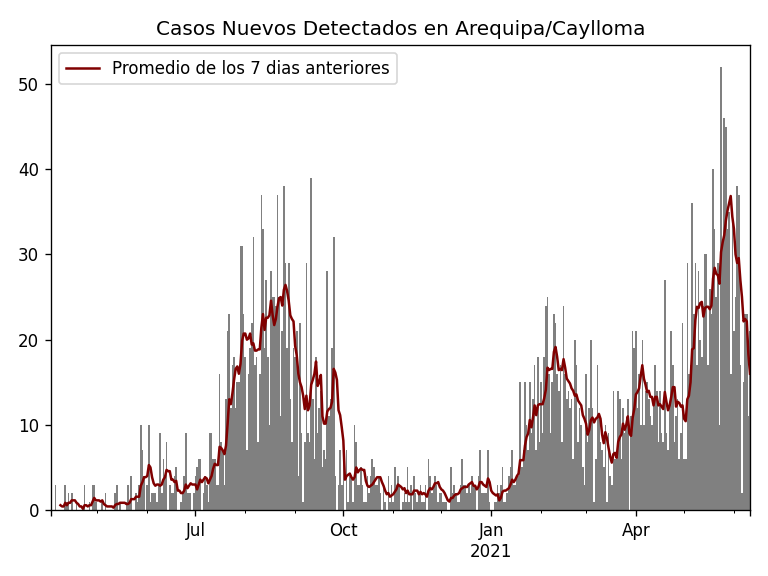 Casos Nuevos Detectados en Arequipa/Caylloma
Promedio de los 7 dias anteriores
50
40
30
20
10
0
Jul
Oct
Jan
2021
Apr